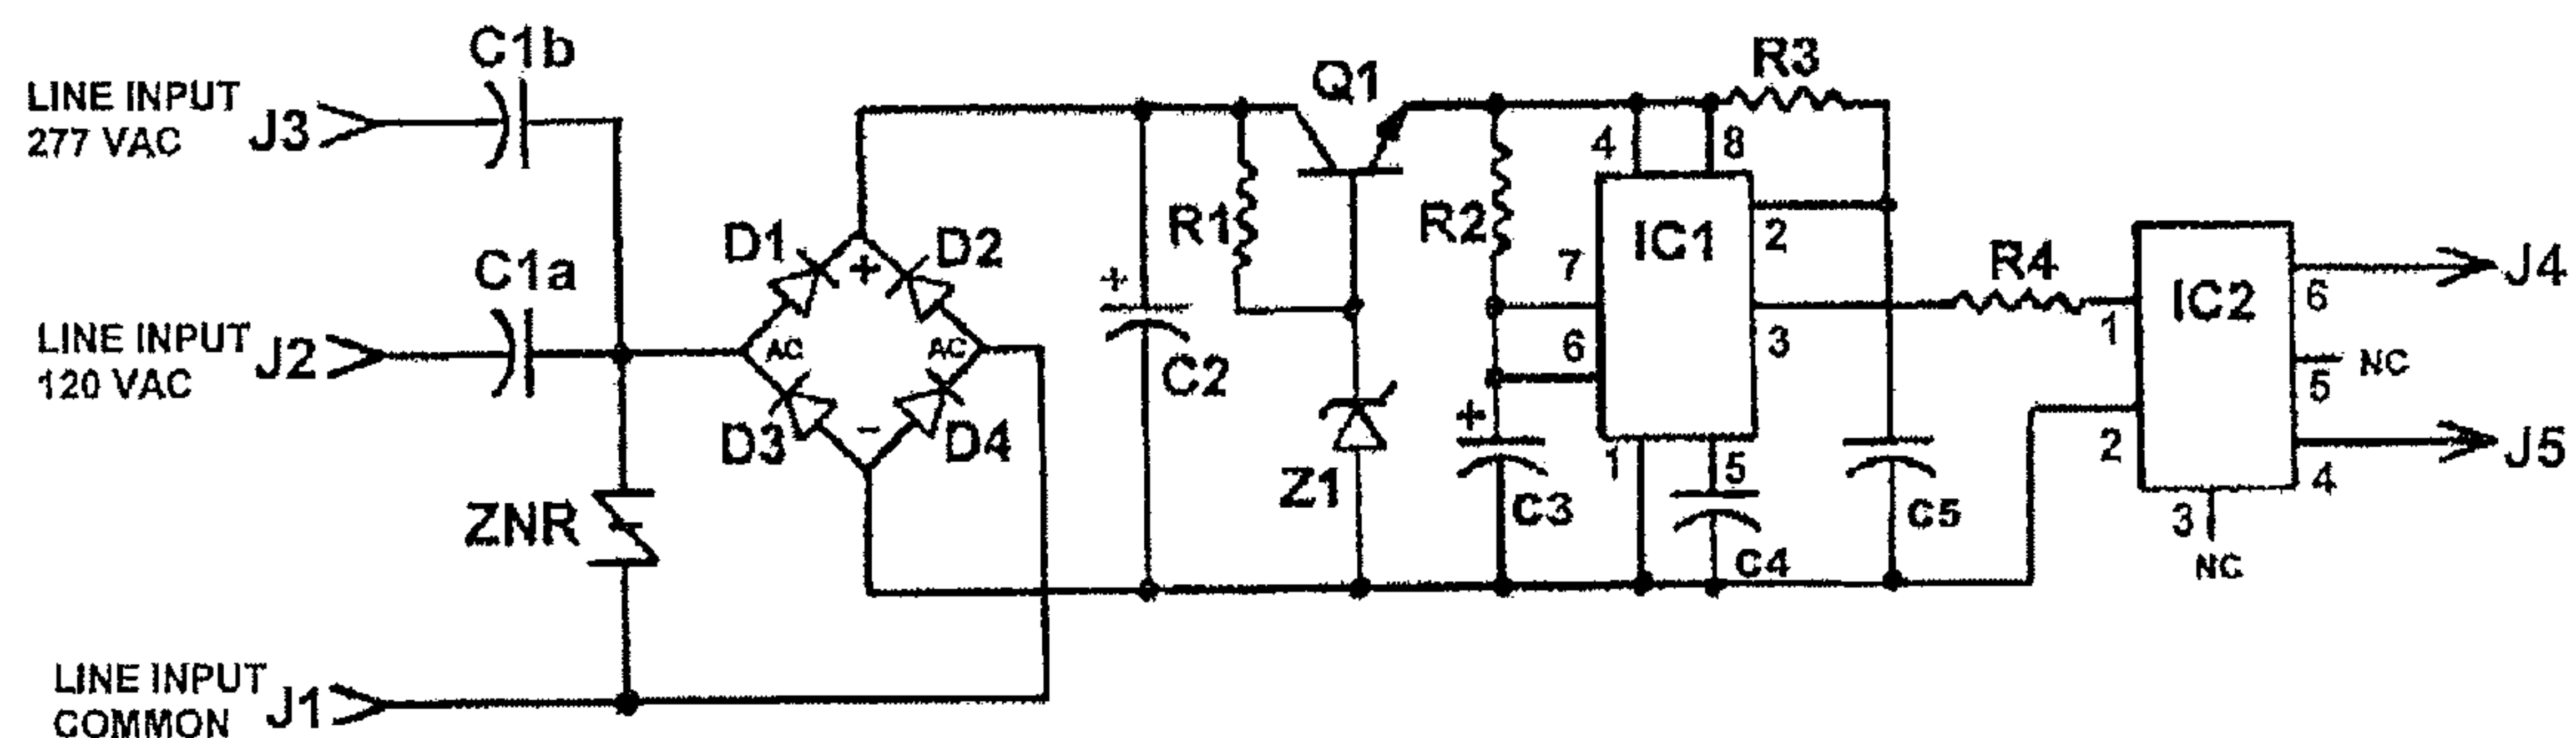 C1b
LINE INPUT
277 VAC
J3
C1a
LINE INPUT
120 VAC
J2
ZNR
LINE INPUT
COMMON
J1
D1
D2
+
AC
AC
D3
-
D4
+
C2
R1
Q1
Z1
R2
R3
4
8
IC1
7
2
6
3
+
C3
1
5
C4
C5
R4
1
IC2
6
J4
5
NC
2
4
J5
3
NC